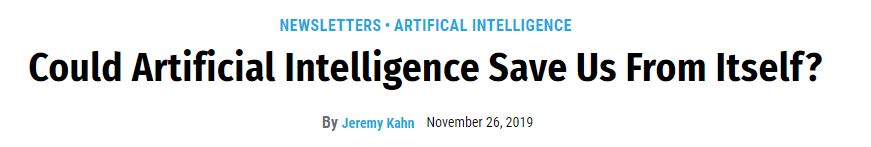 NEWSLETTERS • ARTIFICAL INTELLIGENCE
Could Artificial Intelligence Save Us From Itself?
By Jeremy Kahn November 26, 2019